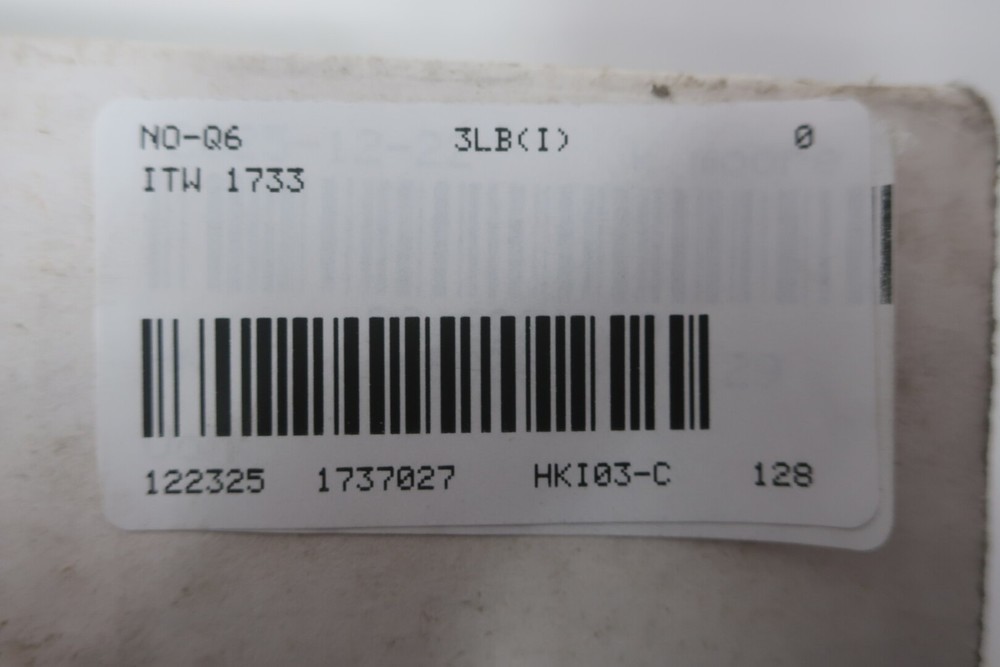 NO-Q6 3LB(I) 0
ITW 1733
122325 1737027 HKI03-C 128